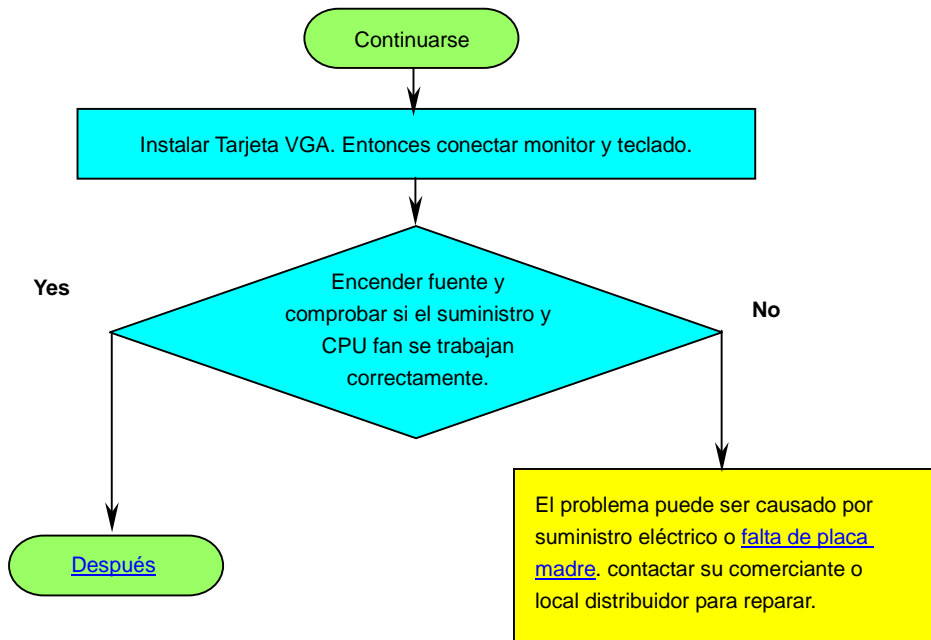 Continuarse
Instalar Tarjeta VGA. Entonces conectar monitor y teclado.
Yes
Encender fuente y
comprobar si el suministro y
CPU fan se trabajan
correctamente.
No
El problema puede ser causado por
suministro eléctrico o falta de placa
madre. contactar su comerciante o
local distribuidor para reparar.
Después